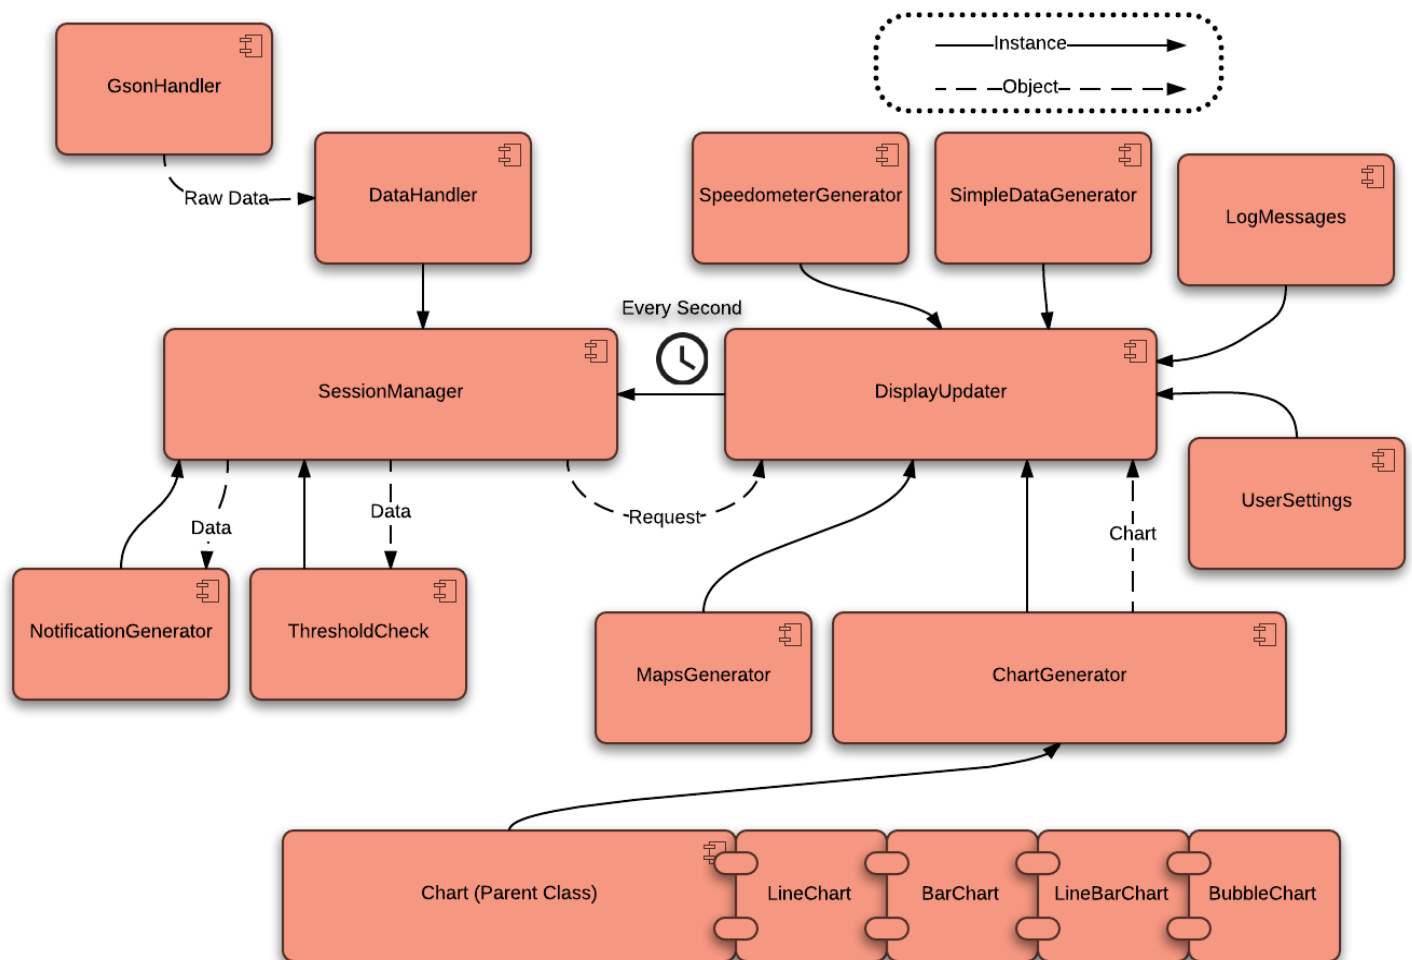 Instance
GsonHandler
Object
DataHandler
SpeedometerGenerator
SimpleDataGenerator
Raw Data
LogMessages
Every Second
SessionManager
DisplayUpdater
UserSettings
Data
Data
Request
Chart
NotificationGenerator
ThresholdCheck
MapsGenerator
ChartGenerator
Chart (Parent Class)
LineChart
BarChart
LineBarChart
BubbleChart